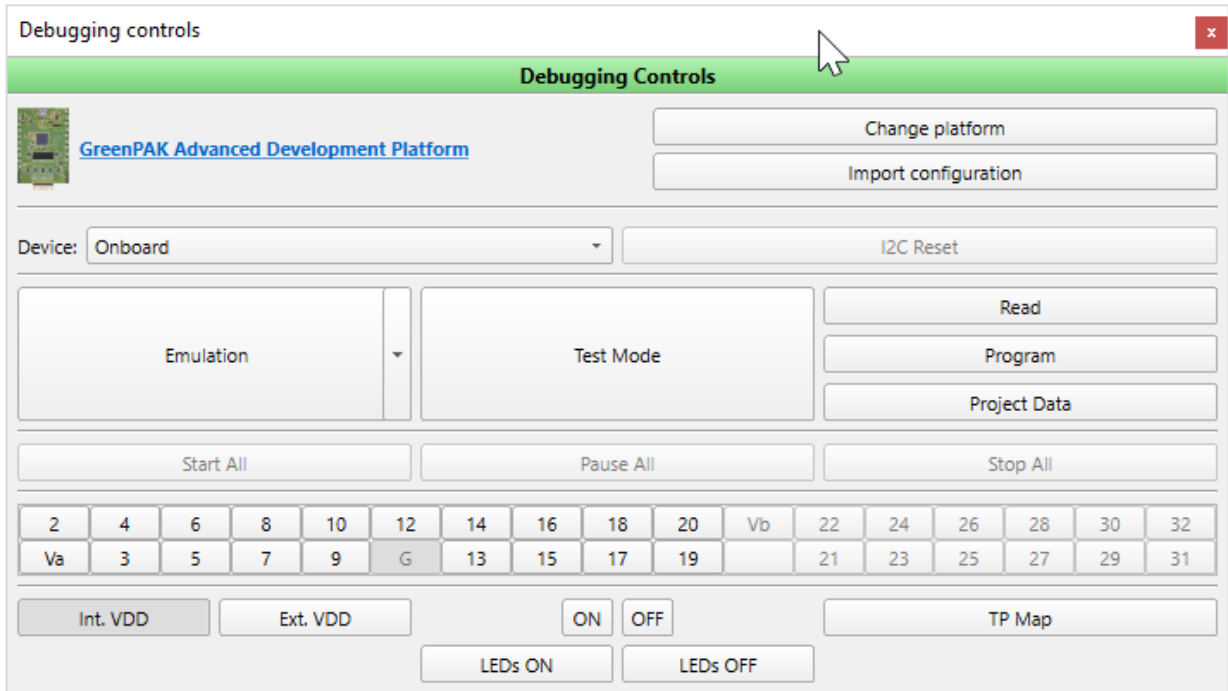 Debugging controls
x
Debugging Controls
GreenPAK Advanced Development Platform
Change platform
Import configuration
Device: Onboard I2C Reset
Emulation Test Mode
Read
Program
Project Data
Start All Pause All Stop All
2 4 6 8 10 12 14 16 18 20 Vb 22 24 26 28 30 32
Va 3 5 7 9 G 13 15 17 19 21 23 25 27 29 31
Int. VDD Ext. VDD ON OFF TP Map
LEDs ON LEDs OFF